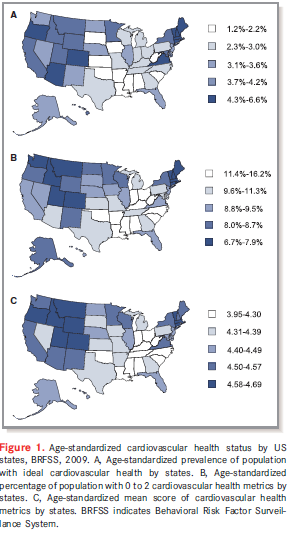 A
1.2%-2.2%
2.3%-3.0%
3.1%-3.6%
3.7%-4.2%
4.3%-6.6%
B
11.4%-16.2%
9.6%-11.3%
8.8%-9.5%
8.0%-8.7%
6.7%-7.9%
C
3.95-4.30
4.31-4.39
4.40-4.49
4.50-4.57
4.58-4.69
Figure 1. Age-standardized cardiovascular health status by US
states, BRFSS, 2009. A, Age-standardized prevalence of population
with ideal cardiovascular health by states. B, Age-standardized
percentage of population with 0 to 2 cardiovascular health metrics by
states. C, Age-standardized mean score of cardiovascular health
metrics by states. BRFSS indicates Behavioral Risk Factor Surveil-
lance System.